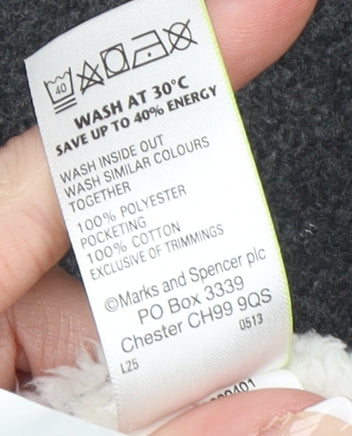 40
WASH AT 30°C
SAVE UP TO 40% ENERGY
WASH INSIDE OUT
WASH SIMILAR COLOURS
TOGETHER
100% POLYESTER
POCKETING
100% COTTON
EXCLUSIVE OF TRIMMINGS
©Marks and Spencer plc
PO Box 3339
Chester CH99 9QS
L25 0513